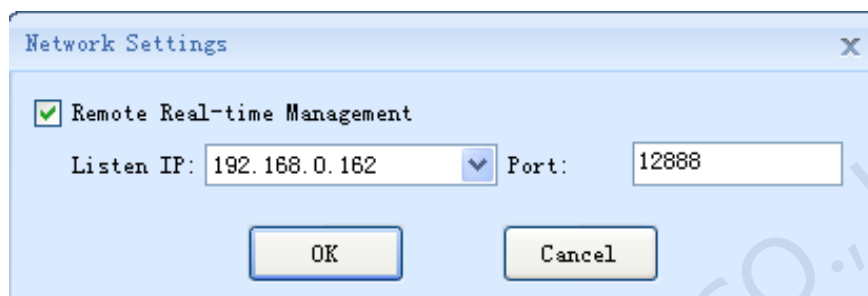 Network Settings
Remote Real-time Management
Listen IP: 192.168.0.162 Port: 12888
OK Cancel